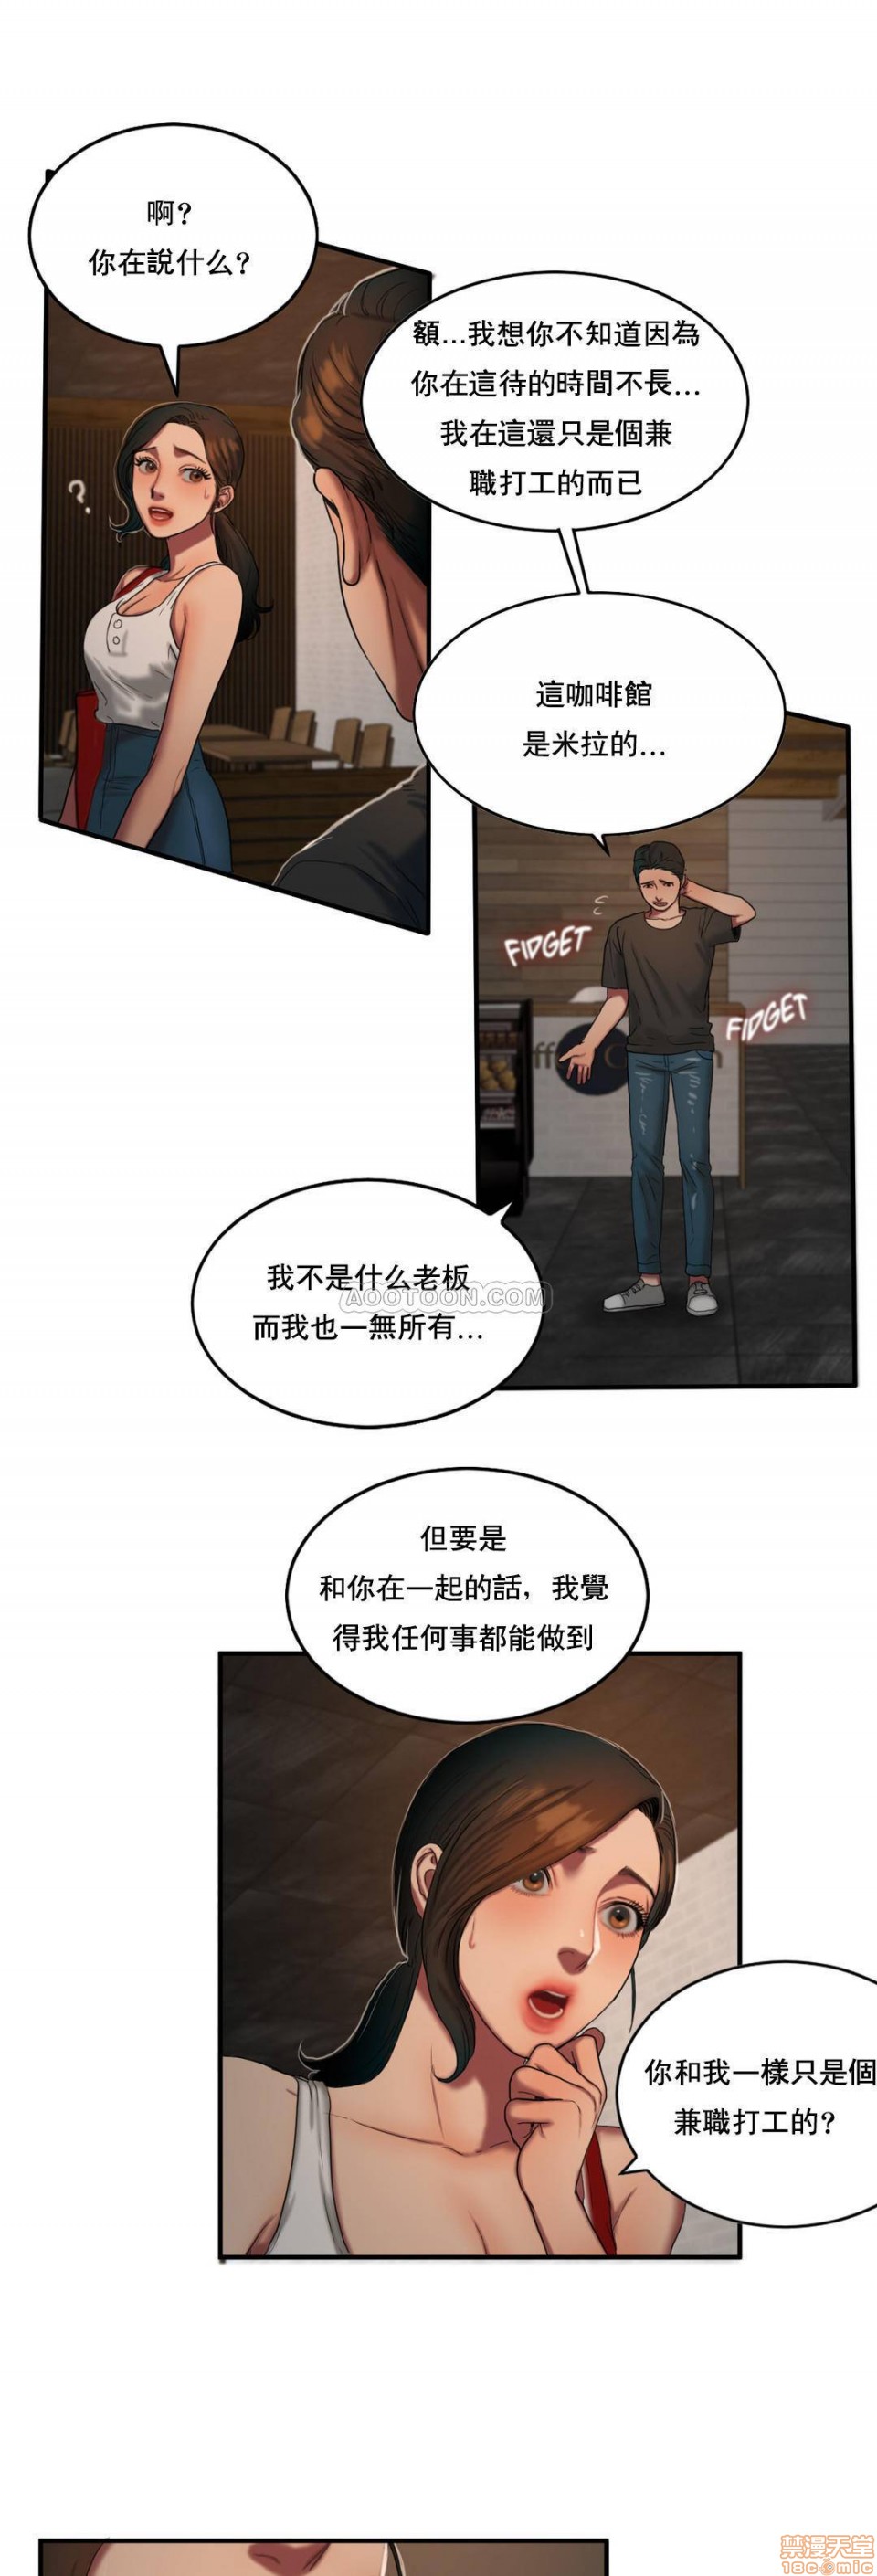 啊?
你在說什么?
額...我想你不知道因為
你在這待的時間不長...
我在這還只是個兼
職打工的而已
?
這咖啡館
是米拉的...
FIDGET
FIDGET
我不是什么老板
AOOTOON.COM
而我也一無所有...
但要是
和你在一起的話，我覺
得我任何事都能做到
你和我一樣只是個
兼職打工的?
禁漫天堂
18comic